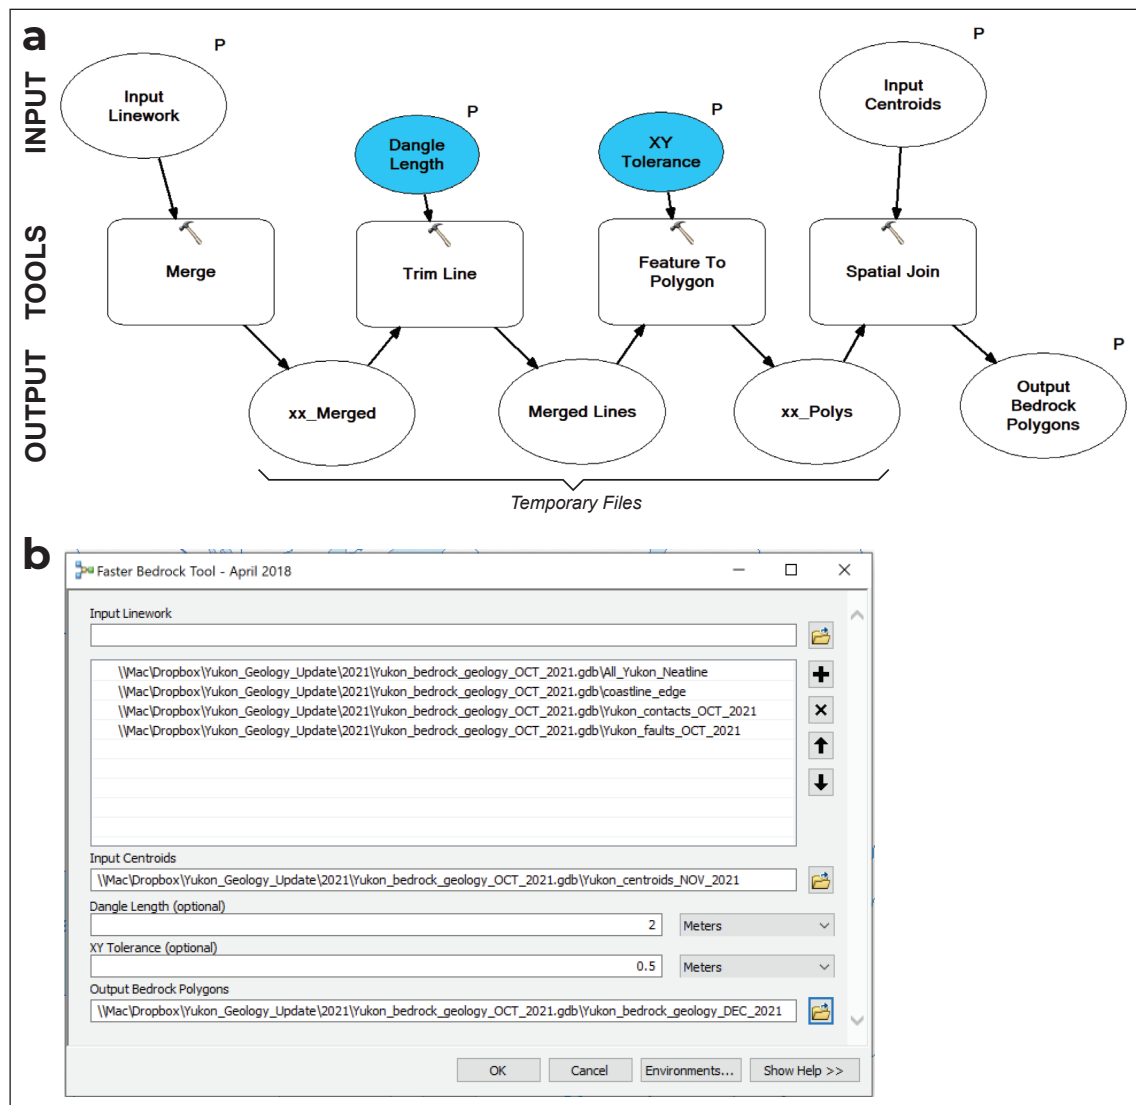 a
INPUT
TOOLS
OUTPUT
P
Input
Linework
P
Dangle
Length
P
XY
Tolerance
P
Input
Centroids
Merge
Trim Line
Feature To
Polygon
Spatial Join
xx_Merged
Merged Lines
xx_Polys
P
Output
Bedrock
Polygons
Temporary Files
b
Faster Bedrock Tool - April 2018
Input Linework
\\Mac\Dropbox\Yukon_Geology_Update\2021\Yukon_bedrock_geology_OCT_2021.gdb\All_Yukon_Neatline
\\Mac\Dropbox\Yukon_Geology_Update\2021\Yukon_bedrock_geology_OCT_2021.gdb\coastline_edge
\\Mac\Dropbox\Yukon_Geology_Update\2021\Yukon_bedrock_geology_OCT_2021.gdb\Yukon_contacts_OCT_2021
\\Mac\Dropbox\Yukon_Geology_Update\2021\Yukon_bedrock_geology_OCT_2021.gdb\Yukon_faults_OCT_2021
Input Centroids
\\Mac\Dropbox\Yukon_Geology_Update\2021\Yukon_bedrock_geology_OCT_2021.gdb\Yukon_centroids_NOV_2021
Dangle Length (optional)
2 Meters
XY Tolerance (optional)
0.5 Meters
Output Bedrock Polygons
\\Mac\Dropbox\Yukon_Geology_Update\2021\Yukon_bedrock_geology_OCT_2021.gdb\Yukon_bedrock_geology_DEC_2021
OK Cancel Environments... Show Help >>